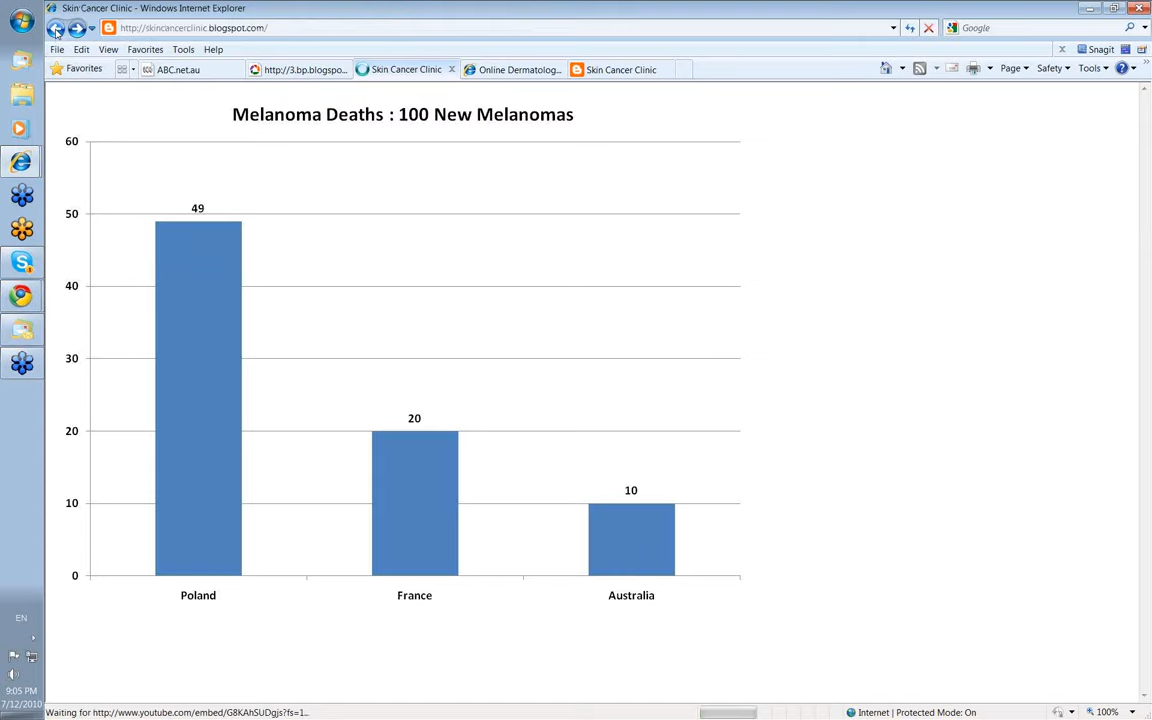 Skin Cancer Clinic - Windows Internet Explorer
http://skincancerclinic.blogspot.com/
Google
File Edit View Favorites Tools Help
x Snagit
Favorites
ABC.net.au
http://3.bp.blogspo...
Skin Cancer Clinic
Online Dermatolog...
Skin Cancer Clinic
Page Safety Tools
Melanoma Deaths : 100 New Melanomas
60
50
40
30
20
10
0
49
20
10
Poland
France
Australia
EN
9:05 PM
7/12/2010
Waiting for http://www.youtube.com/embed/G8KAhSUDgjs?fs=1...
Internet | Protected Mode: On
100%